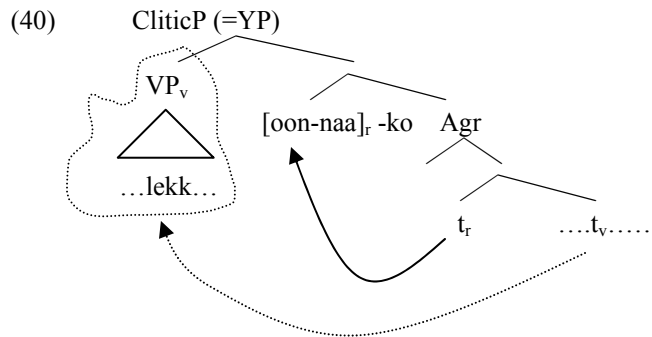 (40) CliticP (=YP)
VPv
[oon-naa]r -ko Agr
…lekk…
tr ….tv…..